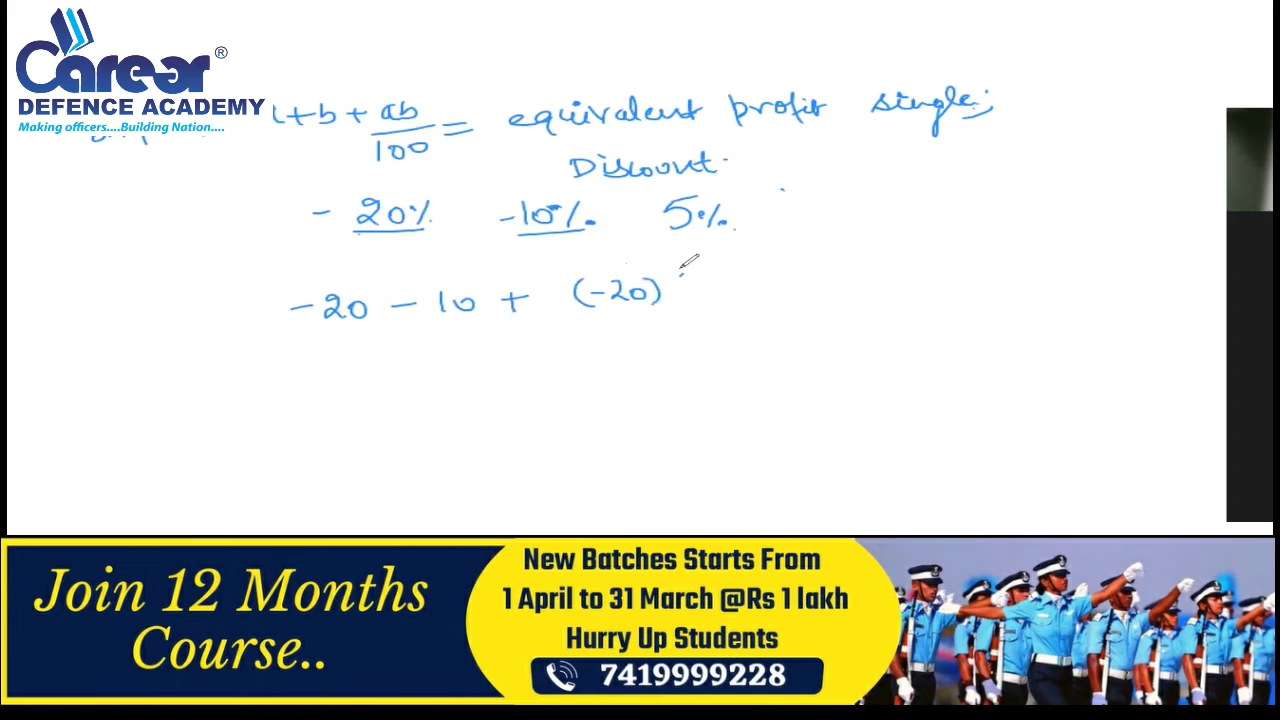 Carear®
DEFENCE ACADEMY
Making officers....Building Nation....
+b + ab/100 = equivalent profit single;
Discount.
- 20% -10%. 5%.
-20 - 10 + (-20)
Join 12 Months
Course..
New Batches Starts From
1 April to 31 March @Rs 1 lakh
Hurry Up Students
7419999228